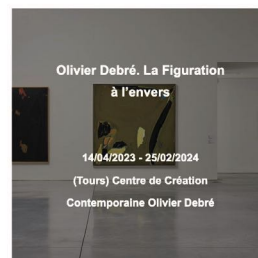 Olivier Debré. La Figuration
à l'envers
14/04/2023 - 25/02/2024
(Tours) Centre de Création
Contemporaine Olivier Debré